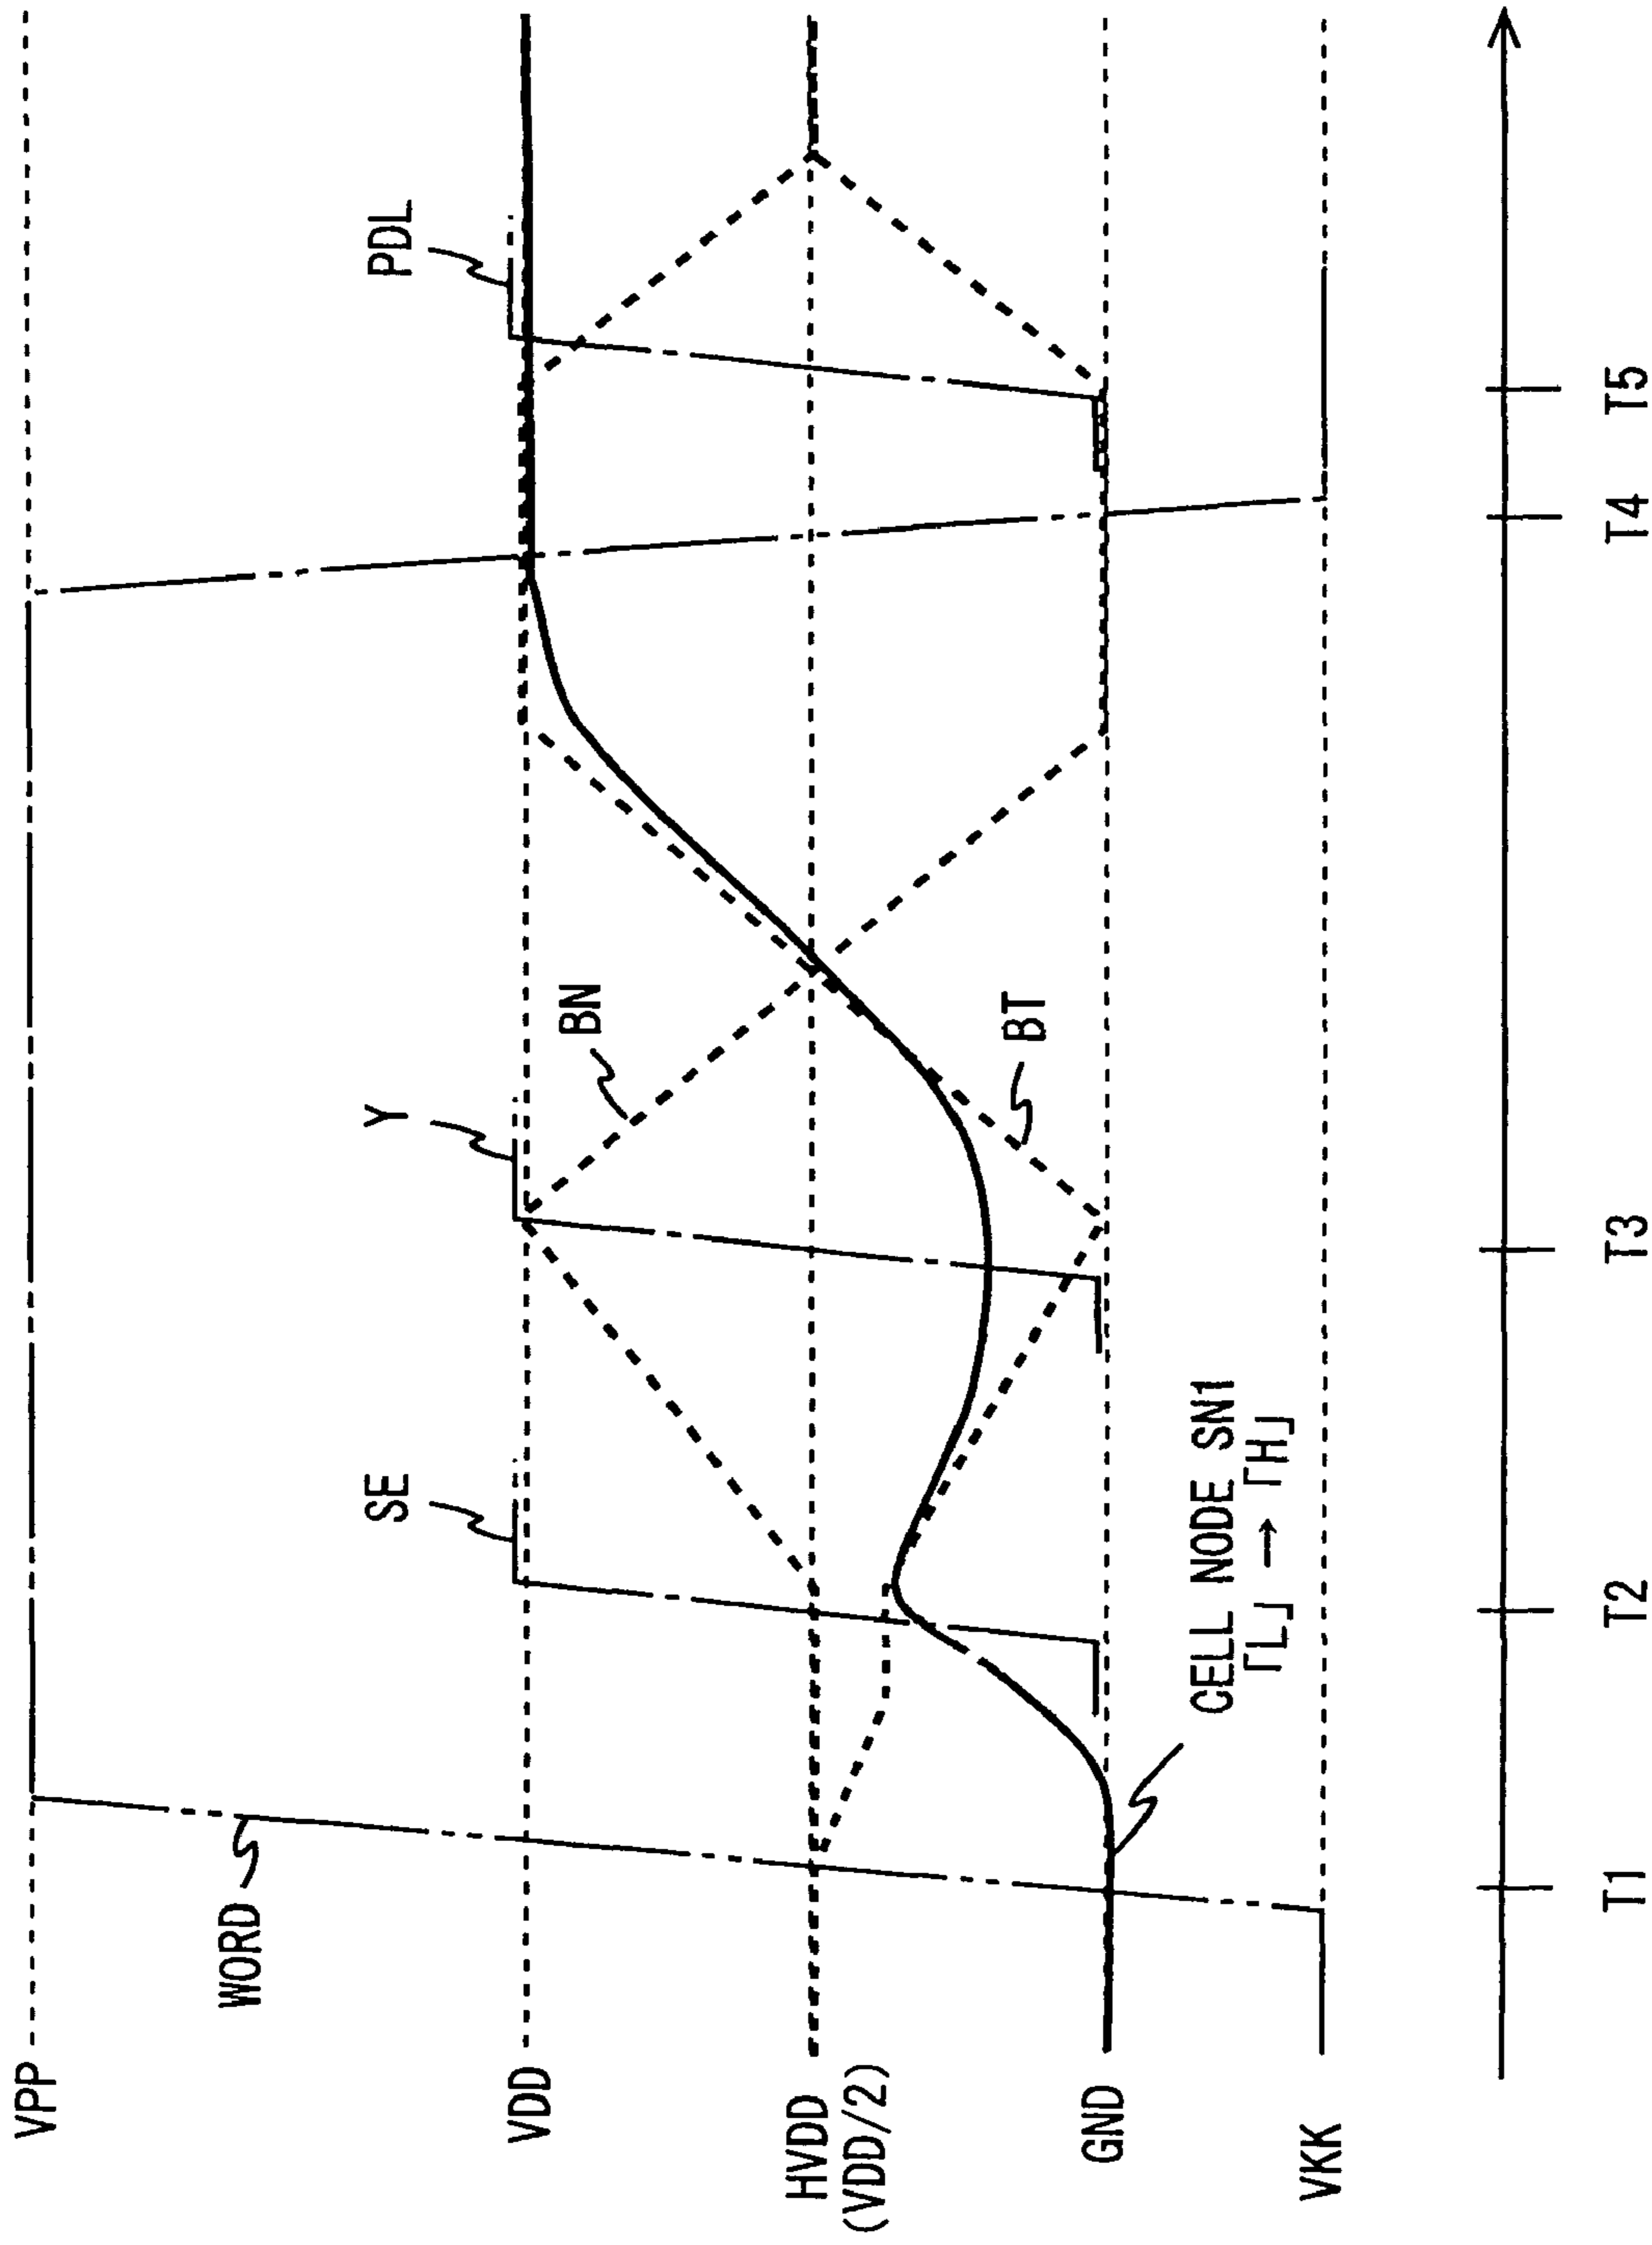 VPP
WORD
VDD
SE
Y
PDL
BN
HVDD
(VDD/2)
BT
GND
CELL NODE SN1
「L」 → 「H」
VKK
T1
T2
T3
T4
T5